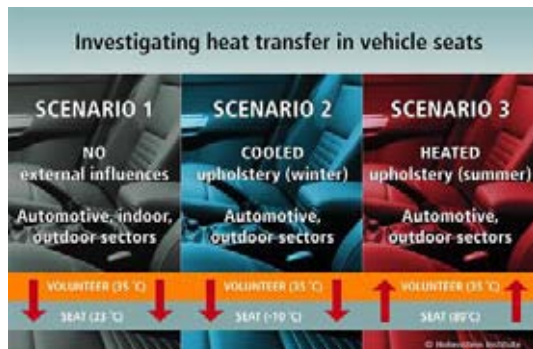 Investigating heat transfer in vehicle seats
SCENARIO 1
NO
external influences
Automotive, indoor,
outdoor sectors
VOLUNTEER (35 °C)
SEAT (23 °C)
SCENARIO 2
COOLED
upholstery (winter)
Automotive,
outdoor sectors
VOLUNTEER (35 °C)
SEAT (-10 °C)
SCENARIO 3
HEATED
upholstery (summer)
Automotive,
outdoor sectors
VOLUNTEER (35 °C)
SEAT (80°C)
© Hohenstein Institute